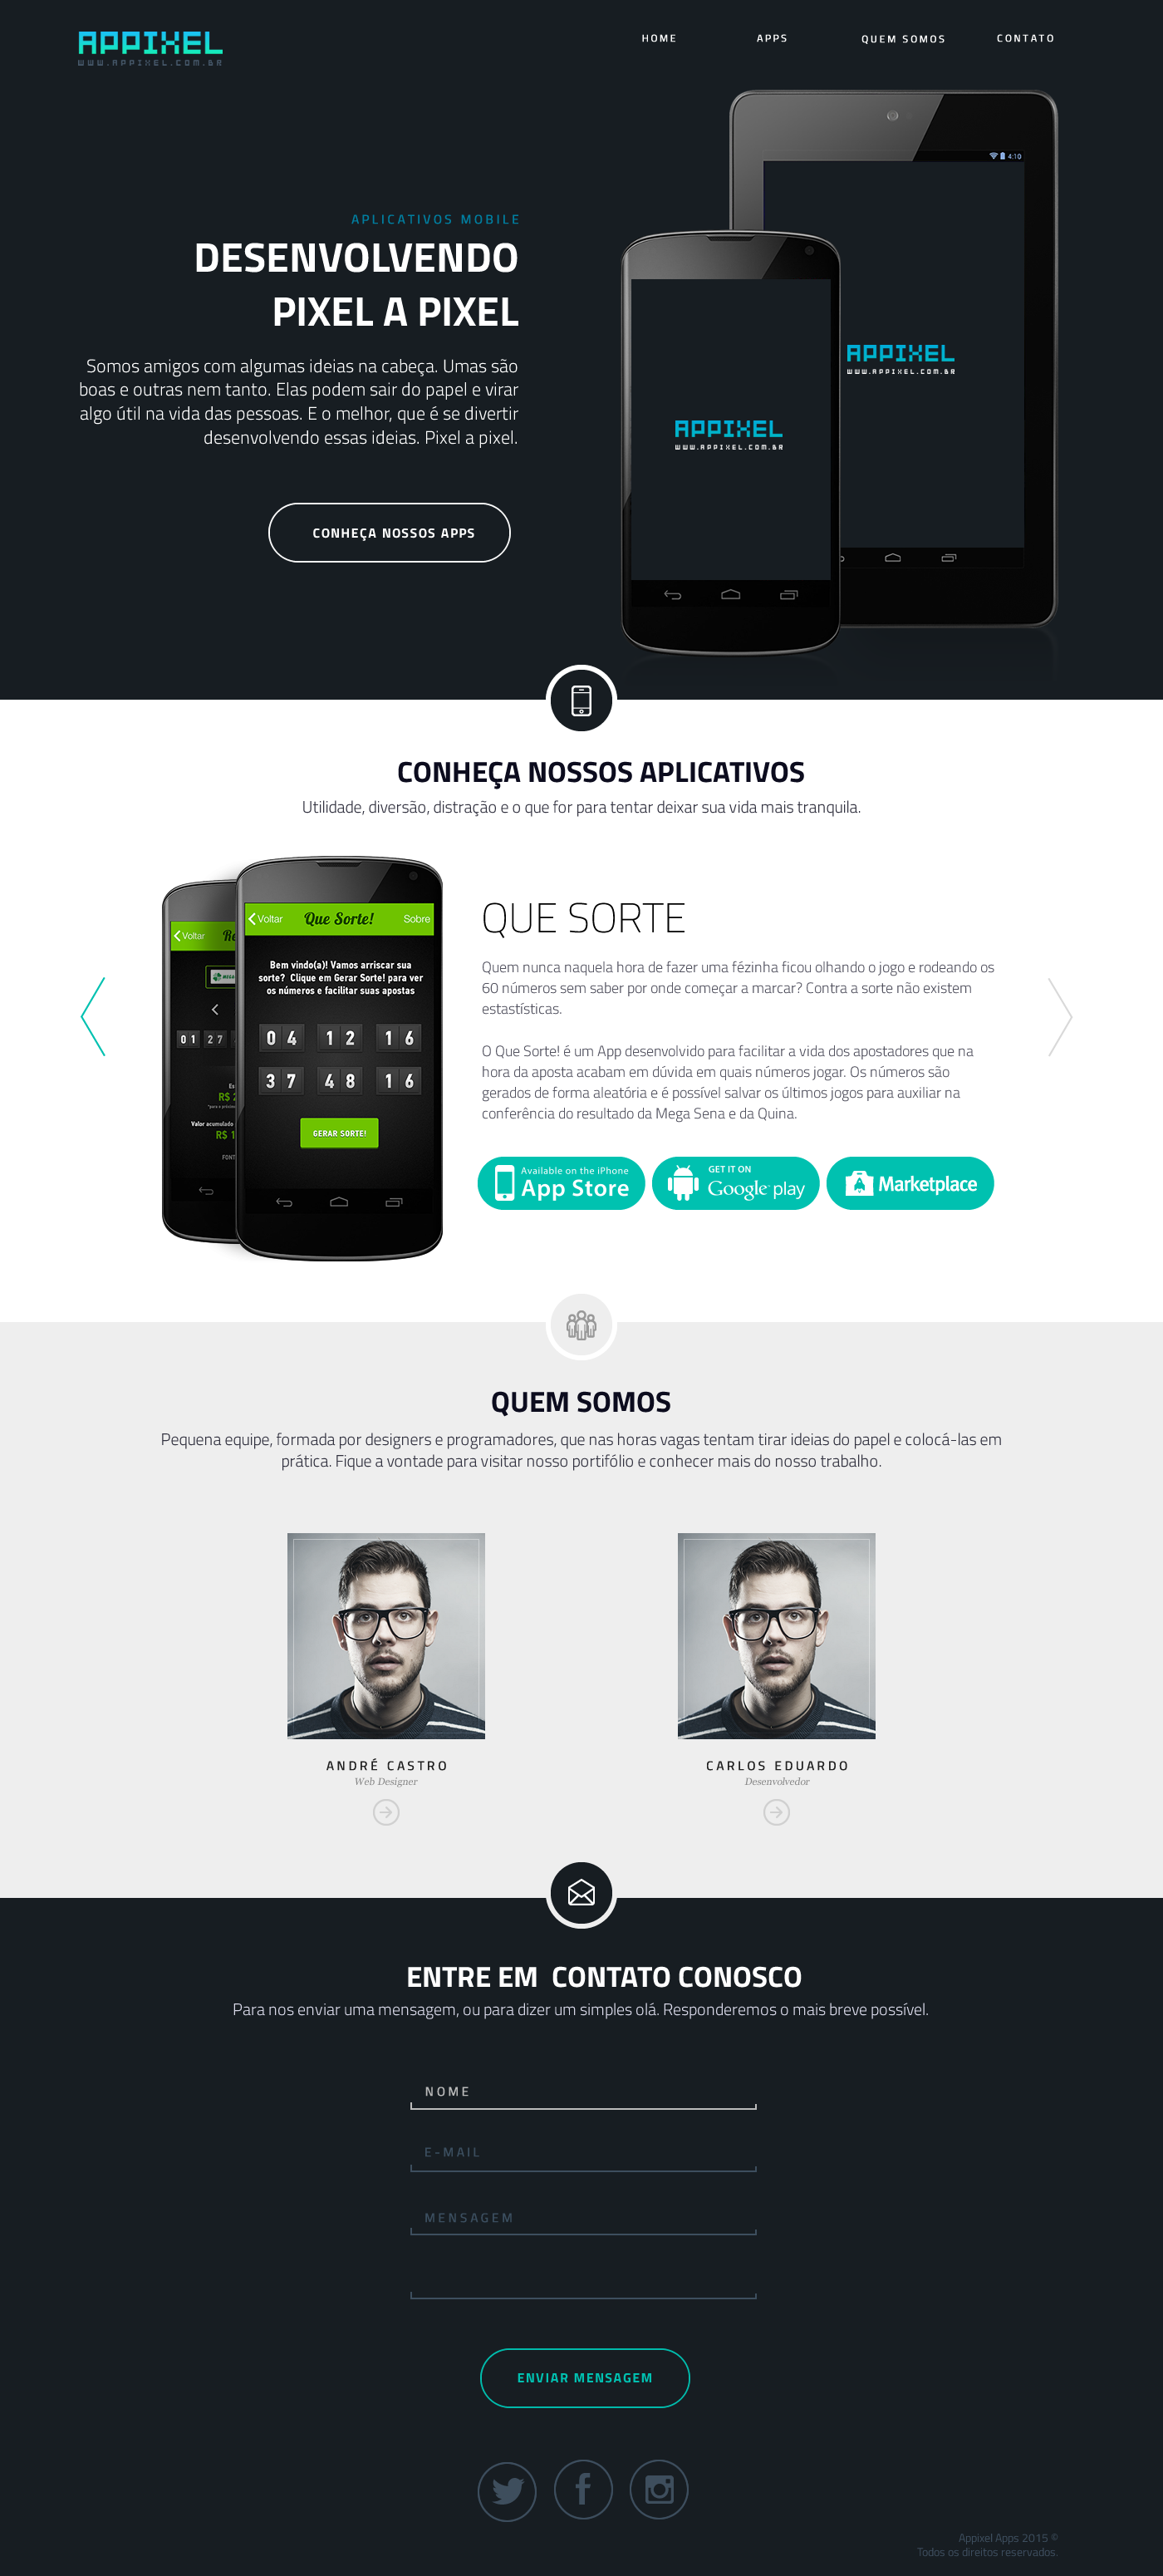 APPIXEL
WWW.APPIXEL.COM.BR
HOME APPS QUEM SOMOS CONTATO
4:10
APLICATIVOS MOBILE
DESENVOLVENDO
PIXEL A PIXEL
Somos amigos com algumas ideias na cabeça. Umas são
boas e outras nem tanto. Elas podem sair do papel e virar
algo útil na vida das pessoas. E o melhor, que é se divertir
desenvolvendo essas ideias. Pixel a pixel.
CONHEÇA NOSSOS APPS
APPIXEL
WWW.APPIXEL.COM.BR
APPIXEL
WWW.APPIXEL.COM.BR
CONHEÇA NOSSOS APLICATIVOS
Utilidade, diversão, distração e o que for para tentar deixar sua vida mais tranquila.
Voltar Re
01 27
R$ 2
Valor acumulado
R$ 1
FONT
Voltar Que Sorte! Sobre
Bem vindo(a)! Vamos arriscar sua
sorte? Clique em Gerar Sorte! para ver
os números e facilitar suas apostas
04 12 16
37 48 16
GERAR SORTE!
QUE SORTE
Quem nunca naquela hora de fazer uma fézinha ficou olhando o jogo e rodeando os
60 números sem saber por onde começar a marcar? Contra a sorte não existem
estastísticas.
O Que Sorte! é um App desenvolvido para facilitar a vida dos apostadores que na
hora da aposta acabam em dúvida em quais números jogar. Os números são
gerados de forma aleatória e é possível salvar os últimos jogos para auxiliar na
conferência do resultado da Mega Sena e da Quina.
Available on the iPhone
App Store
GET IT ON
Google play
Marketplace
QUEM SOMOS
Pequena equipe, formada por designers e programadores, que nas horas vagas tentam tirar ideias do papel e colocá-las em
prática. Fique a vontade para visitar nosso portifólio e conhecer mais do nosso trabalho.
ANDRÉ CASTRO
Web Designer
CARLOS EDUARDO
Desenvolvedor
ENTRE EM CONTATO CONOSCO
Para nos enviar uma mensagem, ou para dizer um simples olá. Responderemos o mais breve possível.
NOME
E-MAIL
MENSAGEM
ENVIAR MENSAGEM
Appixel Apps 2015 ©
Todos os direitos reservados.